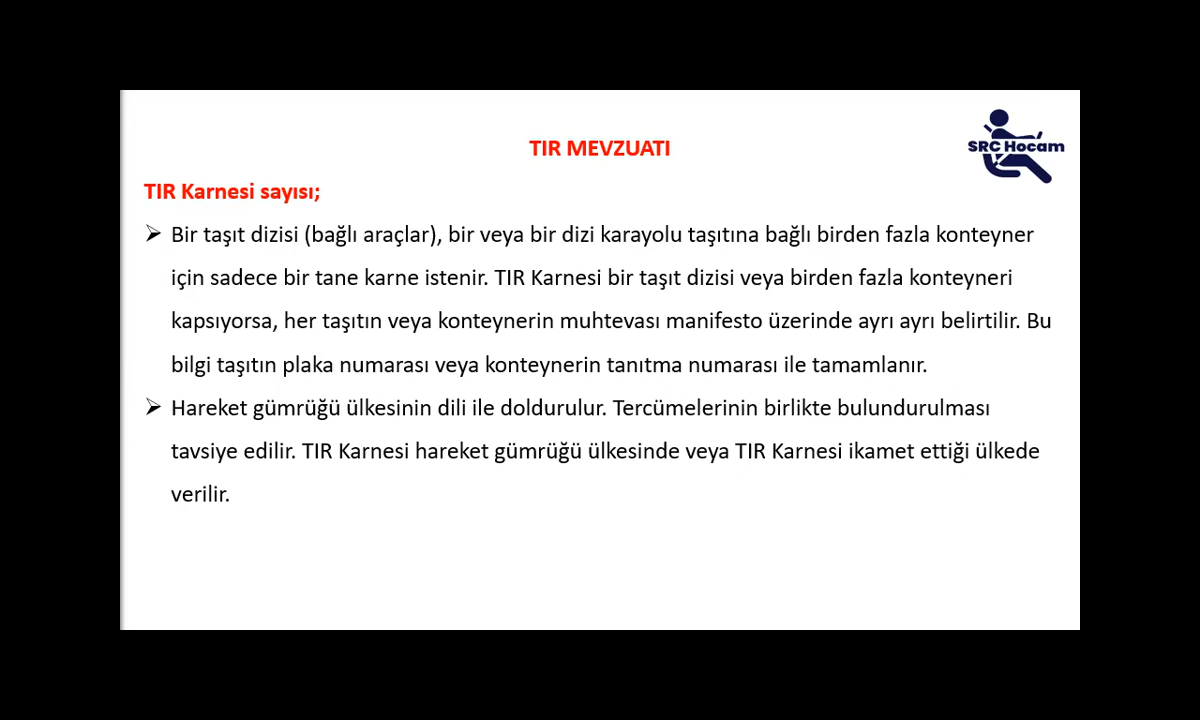 SRC Hocam
TIR MEVZUATI
TIR Karnesi sayısı;
➢ Bir taşıt dizisi (bağlı araçlar), bir veya bir dizi karayolu taşıtına bağlı birden fazla konteyner
için sadece bir tane karne istenir. TIR Karnesi bir taşıt dizisi veya birden fazla konteyneri
kapsıyorsa, her taşıtın veya konteynerin muhtevası manifesto üzerinde ayrı ayrı belirtilir. Bu
bilgi taşıtın plaka numarası veya konteynerin tanıtma numarası ile tamamlanır.
➢ Hareket gümrüğü ülkesinin dili ile doldurulur. Tercümelerinin birlikte bulundurulması
tavsiye edilir. TIR Karnesi hareket gümrüğü ülkesinde veya TIR Karnesi ikamet ettiği ülkede
verilir.